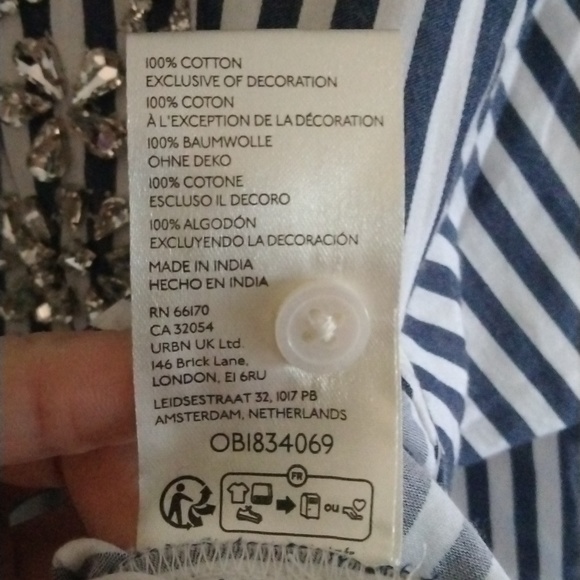 100% COTTON
EXCLUSIVE OF DECORATION
100% COTON
À L'EXCEPTION DE LA DÉCORATION
100% BAUMWOLLE
OHNE DEKO
100% COTONE
ESCLUSO IL DECORO
100% ALGODÓN
EXCLUYENDO LA DECORACIÓN
MADE IN INDIA
HECHO EN INDIA
RN 66170
CA 32054
URBN UK Ltd.
146 Brick Lane,
LONDON, E1 6RU
LEIDSESTRAAT 32, 1017 PB
AMSTERDAM, NETHERLANDS
OB1834069
FR
ou